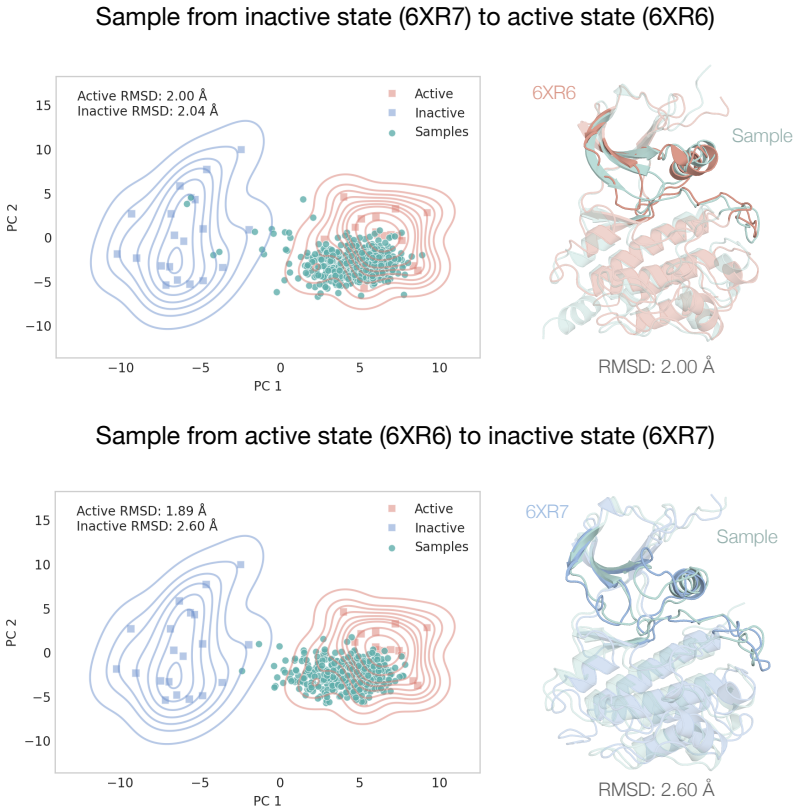 Sample from inactive state (6XR7) to active state (6XR6)
Active RMSD: 2.00 Å
Inactive RMSD: 2.04 Å
Active
Inactive
Samples
15
10
5
0
−5
−10
PC 2
−10
−5
0
5
10
PC 1
6XR6
Sample
RMSD: 2.00 Å
Sample from active state (6XR6) to inactive state (6XR7)
Active RMSD: 1.89 Å
Inactive RMSD: 2.60 Å
Active
Inactive
Samples
15
10
5
0
−5
−10
PC 2
−10
−5
0
5
10
PC 1
6XR7
Sample
RMSD: 2.60 Å